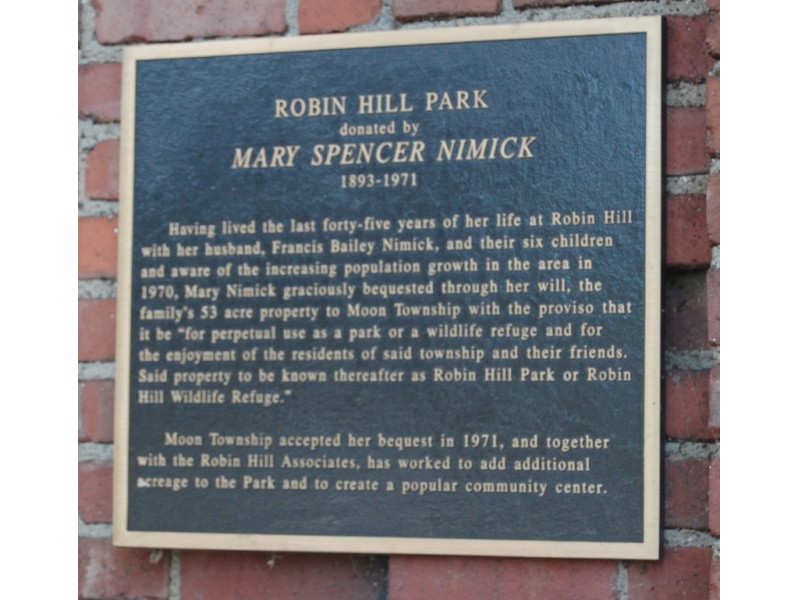 ROBIN HILL PARK
donated by
MARY SPENCER NIMICK
1893-1971
Having lived the last forty-five years of her life at Robin Hill
with her husband, Francis Bailey Nimick, and their six children
and aware of the increasing population growth in the area in
1970, Mary Nimick graciously bequested through her will, the
family's 53 acre property to Moon Township with the proviso that
it be "for perpetual use as a park or a wildlife refuge and for
the enjoyment of the residents of said township and their friends.
Said property to be known thereafter as Robin Hill Park or Robin
Hill Wildlife Refuge."
Moon Township accepted her bequest in 1971, and together
with the Robin Hill Associates, has worked to add additional
acreage to the Park and to create a popular community center.